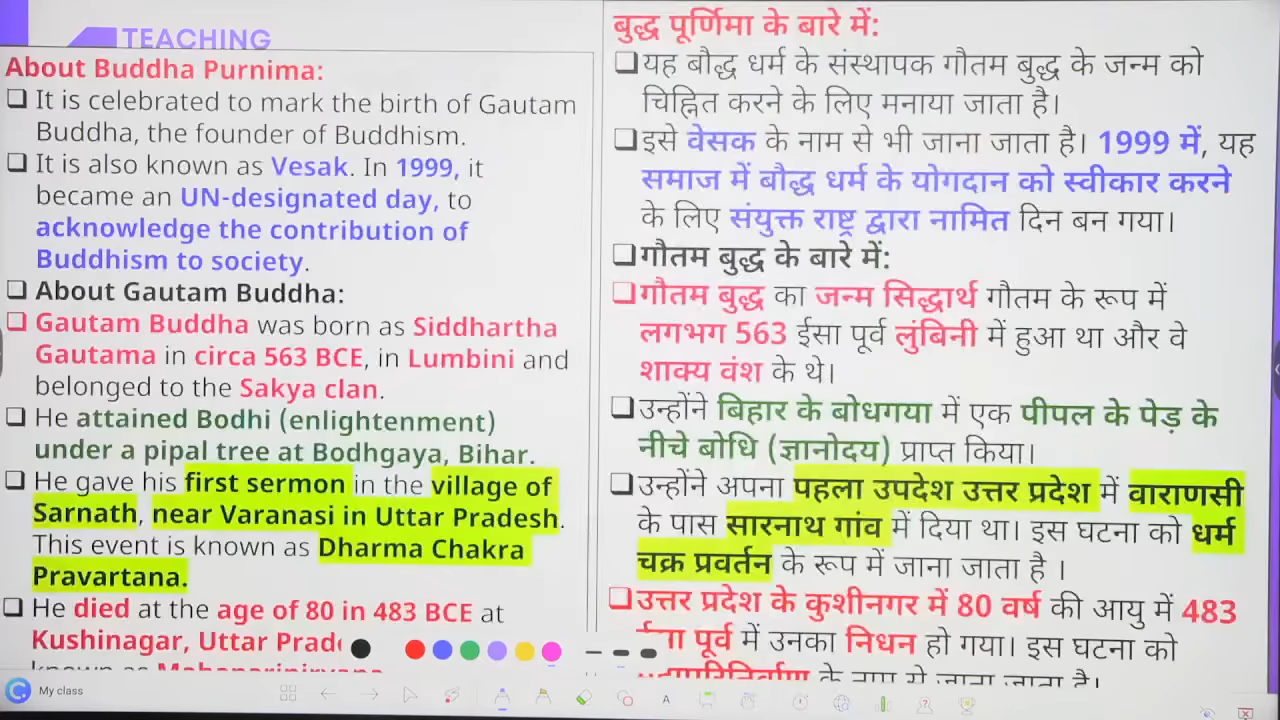 TEACHING
About Buddha Purnima:
❑ It is celebrated to mark the birth of Gautam
Buddha, the founder of Buddhism.
❑ It is also known as Vesak. In 1999, it
became an UN-designated day, to
acknowledge the contribution of
Buddhism to society.
❑ About Gautam Buddha:
❑ Gautam Buddha was born as Siddhartha
Gautama in circa 563 BCE, in Lumbini and
belonged to the Sakya clan.
❑ He attained Bodhi (enlightenment)
under a pipal tree at Bodhgaya, Bihar.
❑ He gave his first sermon in the village of
Sarnath, near Varanasi in Uttar Pradesh.
This event is known as Dharma Chakra
Pravartana.
❑ He died at the age of 80 in 483 BCE at
Kushinagar, Uttar
known as Mahaparinirvana
बुद्ध पूर्णिमा के बारे में:
❑यह बौद्ध धर्म के संस्थापक गौतम बुद्ध के जन्म को
चिह्नित करने के लिए मनाया जाता है।
❑इसे वेसक के नाम से भी जाना जाता है। 1999 में, यह
समाज में बौद्ध धर्म के योगदान को स्वीकार करने
के लिए संयुक्त राष्ट्र द्वारा नामित दिन बन गया।
❑गौतम बुद्ध के बारे में:
❑गौतम बुद्ध का जन्म सिद्धार्थ गौतम के रूप में
लगभग 563 ईसा पूर्व लुंबिनी में हुआ था और वे
शाक्य वंश के थे।
❑उन्होंने बिहार के बोधगया में एक पीपल के पेड़ के
नीचे बोधि (ज्ञानोदय) प्राप्त किया।
❑उन्होंने अपना पहला उपदेश उत्तर प्रदेश में वाराणसी
के पास सारनाथ गांव में दिया था। इस घटना को धर्म
चक्र प्रवर्तन के रूप में जाना जाता है ।
❑उत्तर प्रदेश के कुशीनगर में 80 वर्ष की आयु में 483
पूर्व में उनका निधन हो गया। इस घटना को
के नाम से जाना जाता है।
My class